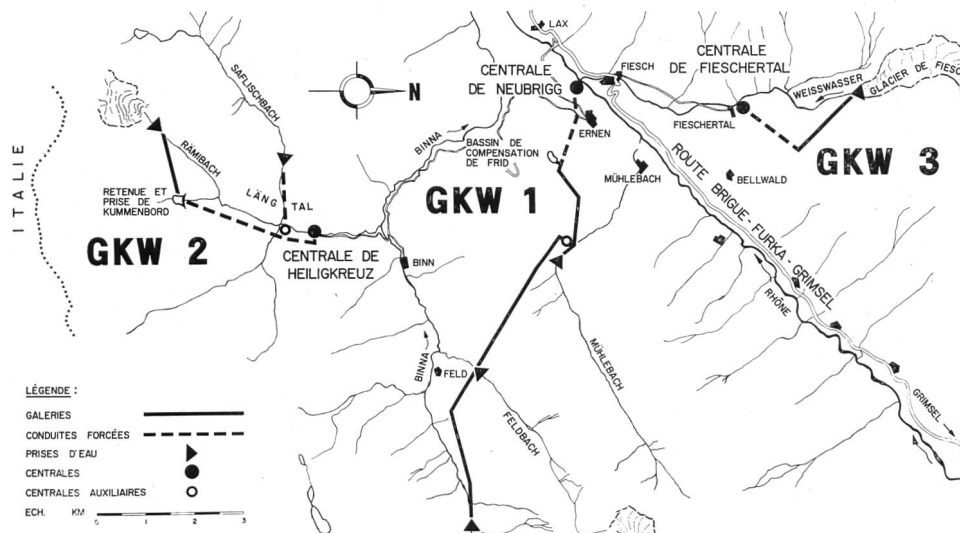 LAX
CENTRALE
DE FIESCHERTAL
FIESCH
WEISSWASSER
GLACIER DE FIESC
CENTRALE
DE NEUBRIGG
FIESCHERTAL
GKW 3
SAFLISCHBACH
N
BINNA
BASSIN DE
COMPENSATION
DE FRID
ERNEN
MÜHLEBACH
BELLWALD
ROUTE BRIGUE-FURKA-GRIMSEL
ITALIE
RÄMIBACH
RETENUE ET
PRISE DE
KUMMENBORD
LÄNGTAL
GKW 1
GKW 2
CENTRALE DE
HEILIGKREUZ
BINN
RHÔNE
MÜHLEBACH
BINNA
FELD
FELDBACH
GRIMSEL
LÉGENDE :
GALERIES
CONDUITES FORCÉES
PRISES D'EAU
CENTRALES
CENTRALES AUXILIAIRES
ECH. KM 0 1 2 3